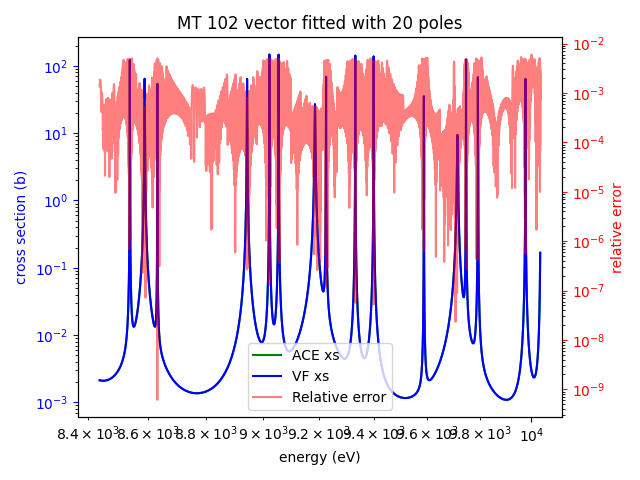 MT 102 vector fitted with 20 poles
cross section (b)
10²
10¹
10⁰
10⁻¹
10⁻²
10⁻³
relative error
10⁻²
10⁻³
10⁻⁴
10⁻⁵
10⁻⁶
10⁻⁷
10⁻⁸
10⁻⁹
ACE xs
VF xs
Relative error
8.4 × 10³ 8.6 × 10³ 8.8 × 10³ 9 × 10³ 9.2 × 10³ 9.4 × 10³ 9.6 × 10³ 9.8 × 10³ 10⁴
energy (eV)